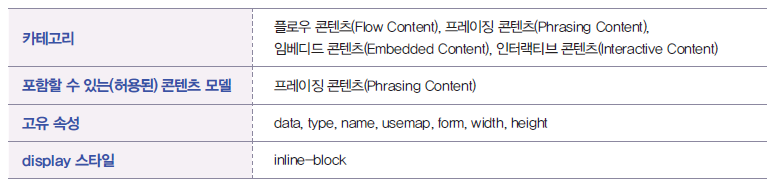 카테고리
플로우 콘텐츠(Flow Content), 프레이징 콘텐츠(Phrasing Content),
임베디드 콘텐츠(Embedded Content), 인터랙티브 콘텐츠(Interactive Content)
포함할 수 있는(허용된) 콘텐츠 모델
프레이징 콘텐츠(Phrasing Content)
고유 속성
data, type, name, usemap, form, width, height
display 스타일
inline-block